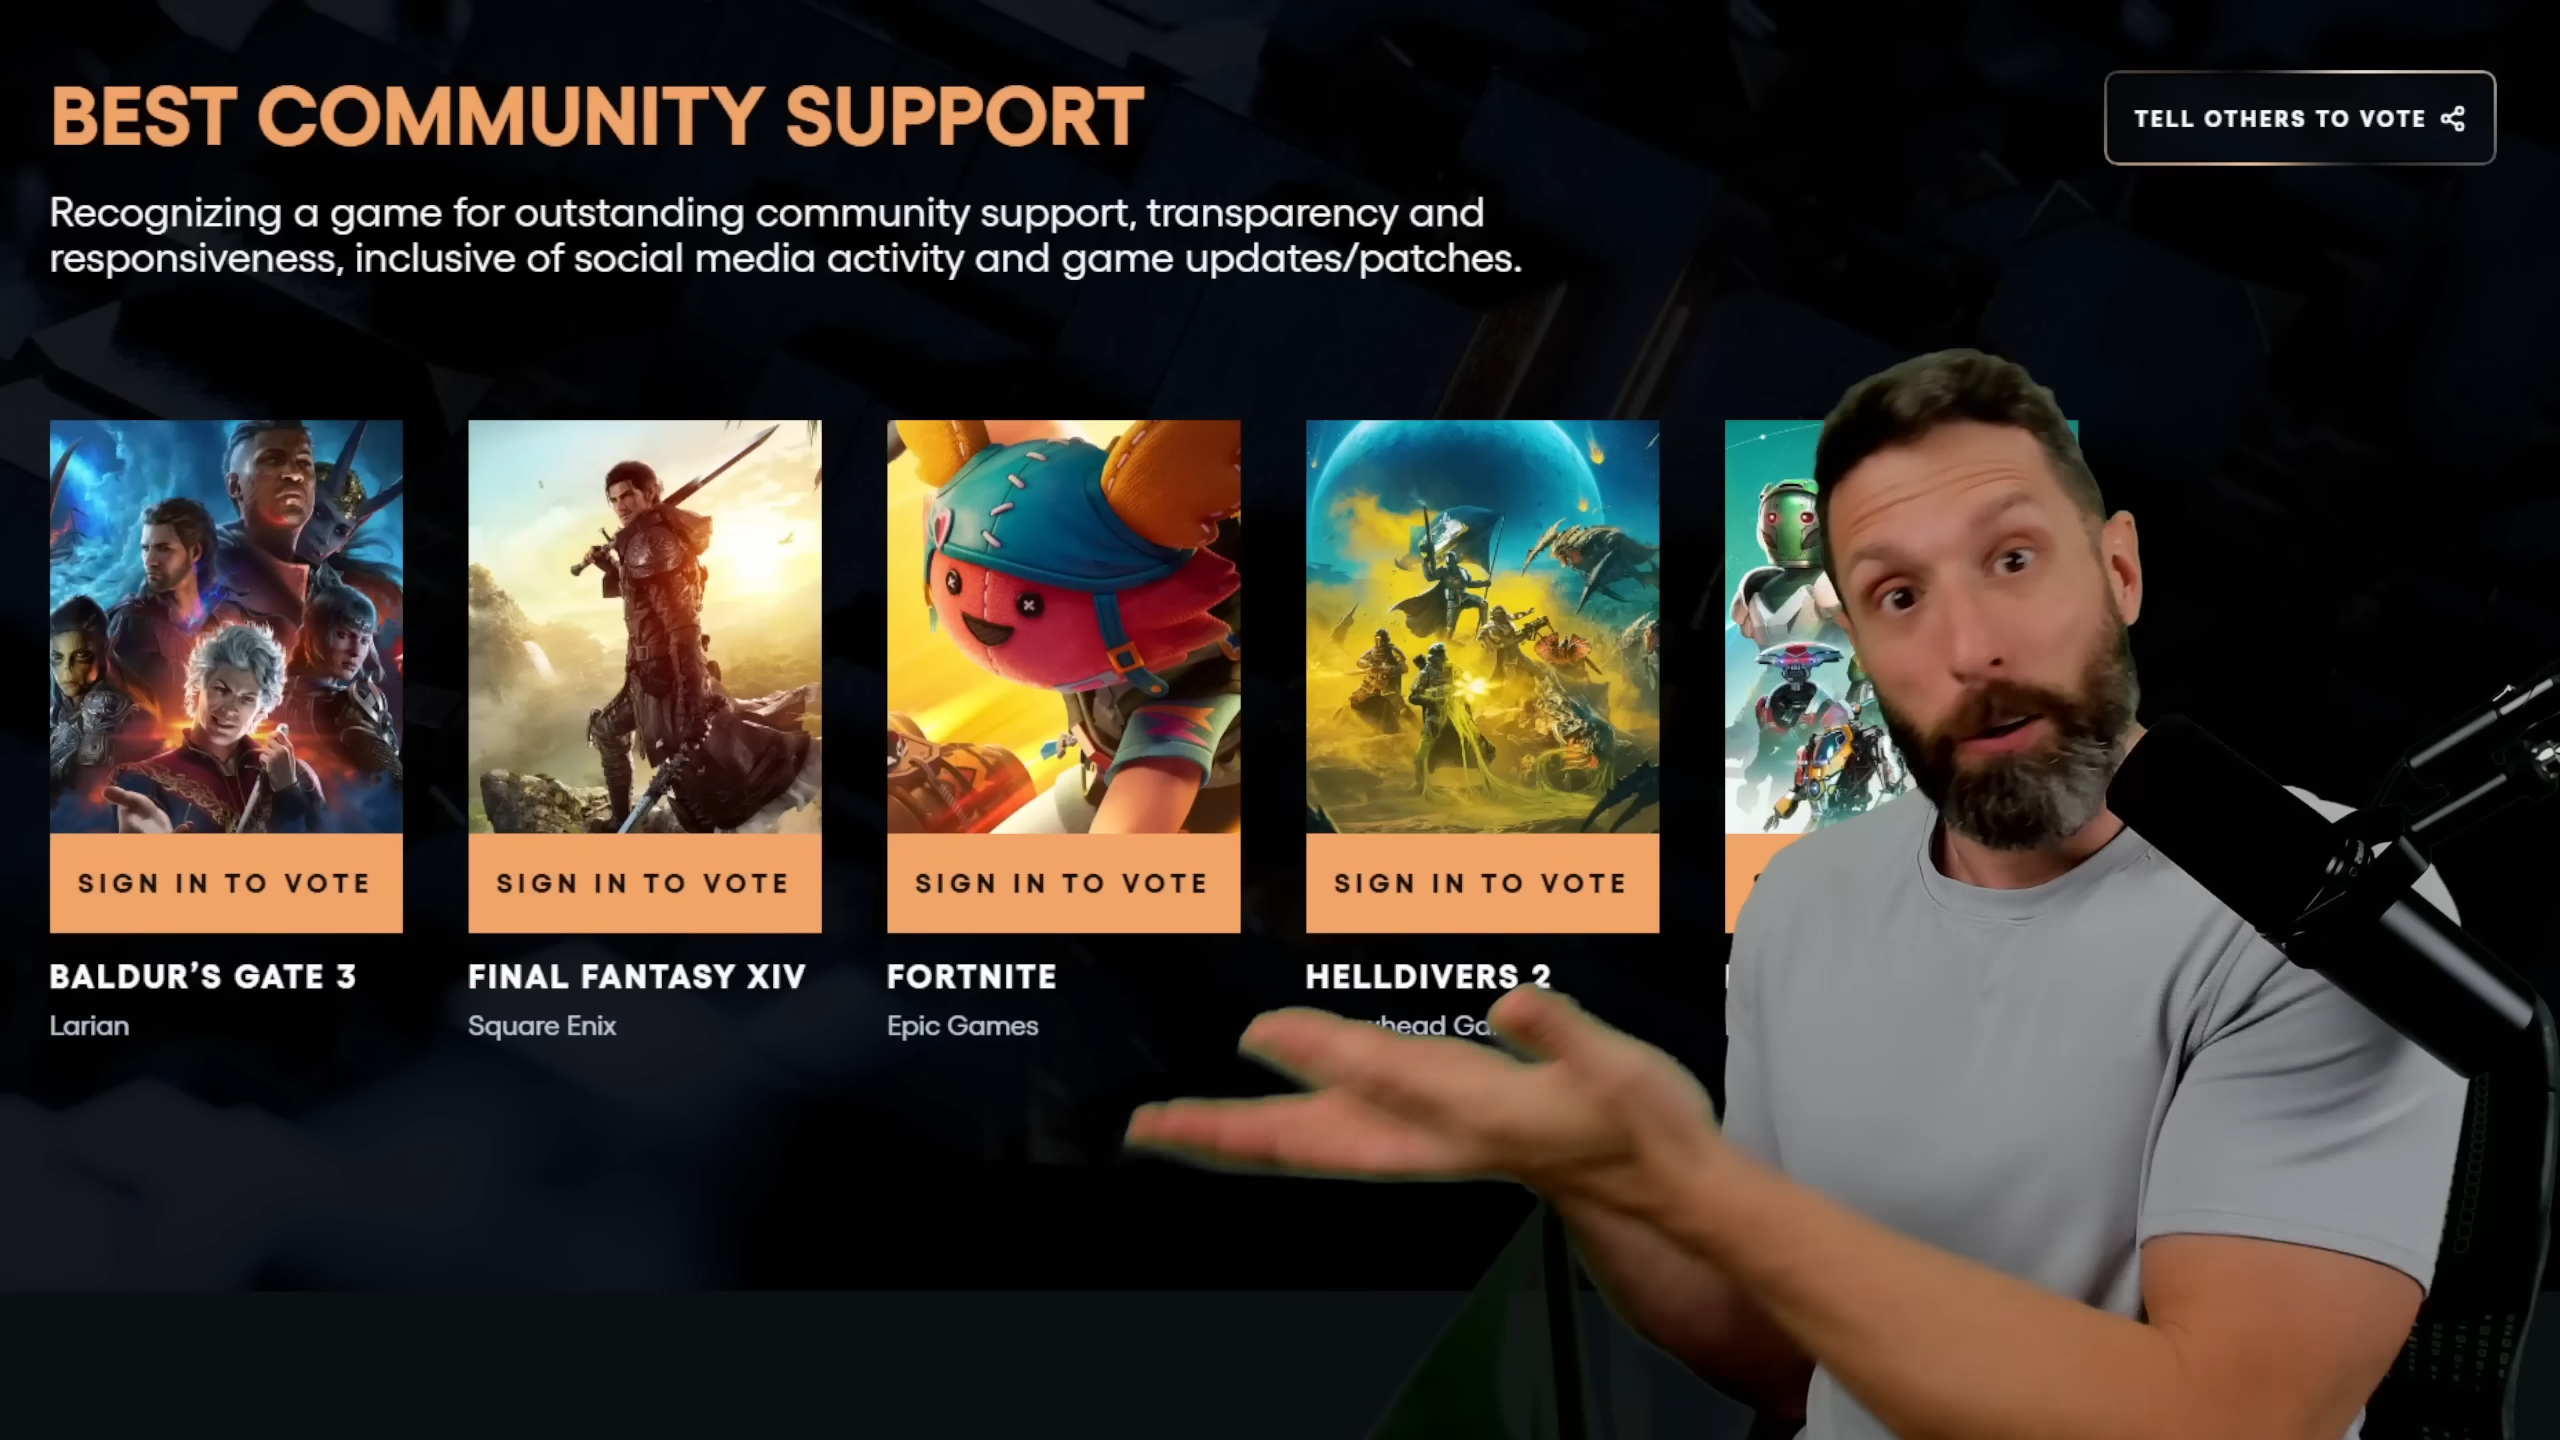 BEST COMMUNITY SUPPORT
TELL OTHERS TO VOTE
Recognizing a game for outstanding community support, transparency and
responsiveness, inclusive of social media activity and game updates/patches.
SIGN IN TO VOTE
SIGN IN TO VOTE
SIGN IN TO VOTE
SIGN IN TO VOTE
BALDUR'S GATE 3
FINAL FANTASY XIV
FORTNITE
HELLDIVERS 2
Larian
Square Enix
Epic Games